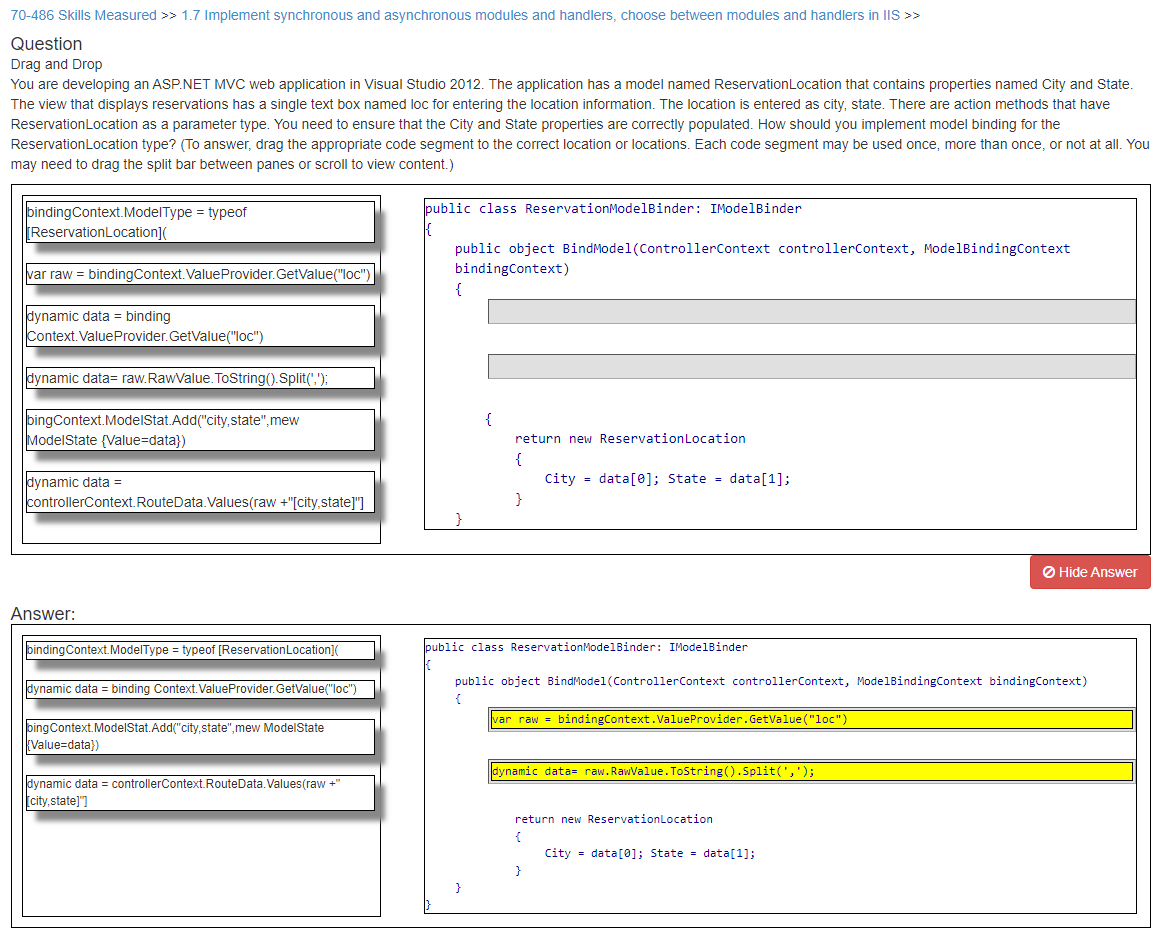 70-486 Skills Measured >> 1.7 Implement synchronous and asynchronous modules and handlers, choose between modules and handlers in IIS >>
Question
Drag and Drop
You are developing an ASP.NET MVC web application in Visual Studio 2012. The application has a model named ReservationLocation that contains properties named City and State.
The view that displays reservations has a single text box named loc for entering the location information. The location is entered as city, state. There are action methods that have
ReservationLocation as a parameter type. You need to ensure that the City and State properties are correctly populated. How should you implement model binding for the
ReservationLocation type? (To answer, drag the appropriate code segment to the correct location or locations. Each code segment may be used once, more than once, or not at all. You
may need to drag the split bar between panes or scroll to view content.)
bindingContext.ModelType = typeof
[ReservationLocation](
var raw = bindingContext.ValueProvider.GetValue("loc")
dynamic data = binding
Context.ValueProvider.GetValue("loc")
dynamic data= raw.RawValue.ToString().Split(',');
bingContext.ModelStat.Add("city,state",mew
ModelState {Value=data})
dynamic data =
controllerContext.RouteData.Values(raw +"[city,state]"]
public class ReservationModelBinder: IModelBinder
{
public object BindModel(ControllerContext controllerContext, ModelBindingContext
bindingContext)
{
{
return new ReservationLocation
{
City = data[0]; State = data[1];
}
}
Hide Answer
Answer:
bindingContext.ModelType = typeof [ReservationLocation](
dynamic data = binding Context.ValueProvider.GetValue("loc")
bingContext.ModelStat.Add("city,state",mew ModelState
{Value=data})
dynamic data = controllerContext.RouteData.Values(raw +"
[city,state]"]
public class ReservationModelBinder: IModelBinder
{
public object BindModel(ControllerContext controllerContext, ModelBindingContext bindingContext)
{
var raw = bindingContext.ValueProvider.GetValue("loc")
dynamic data= raw.RawValue.ToString().Split(',');
return new ReservationLocation
{
City = data[0]; State = data[1];
}
}
}